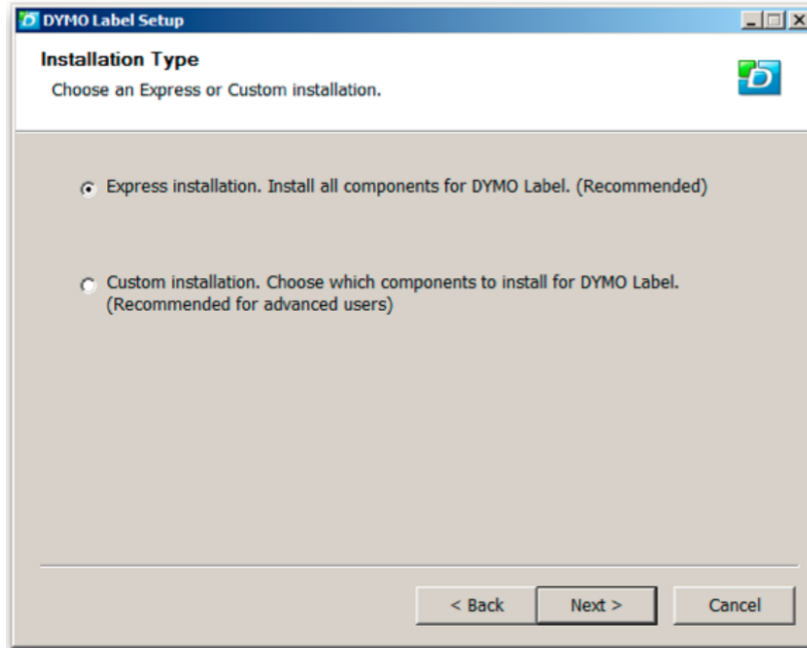 DYMO Label Setup
Installation Type
Choose an Express or Custom installation.
Express installation. Install all components for DYMO Label. (Recommended)
Custom installation. Choose which components to install for DYMO Label.
(Recommended for advanced users)
< Back
Next >
Cancel